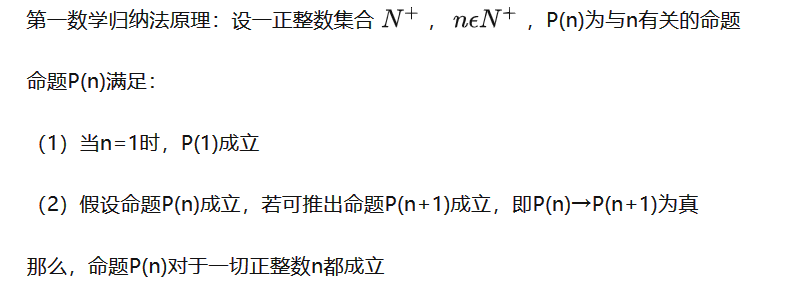 第一数学归纳法原理：设一正整数集合 N⁺ ， nϵN⁺ ，P(n)为与n有关的命题
命题P(n)满足：
（1）当n=1时，P(1)成立
（2）假设命题P(n)成立，若可推出命题P(n+1)成立，即P(n)→P(n+1)为真
那么，命题P(n)对于一切正整数n都成立